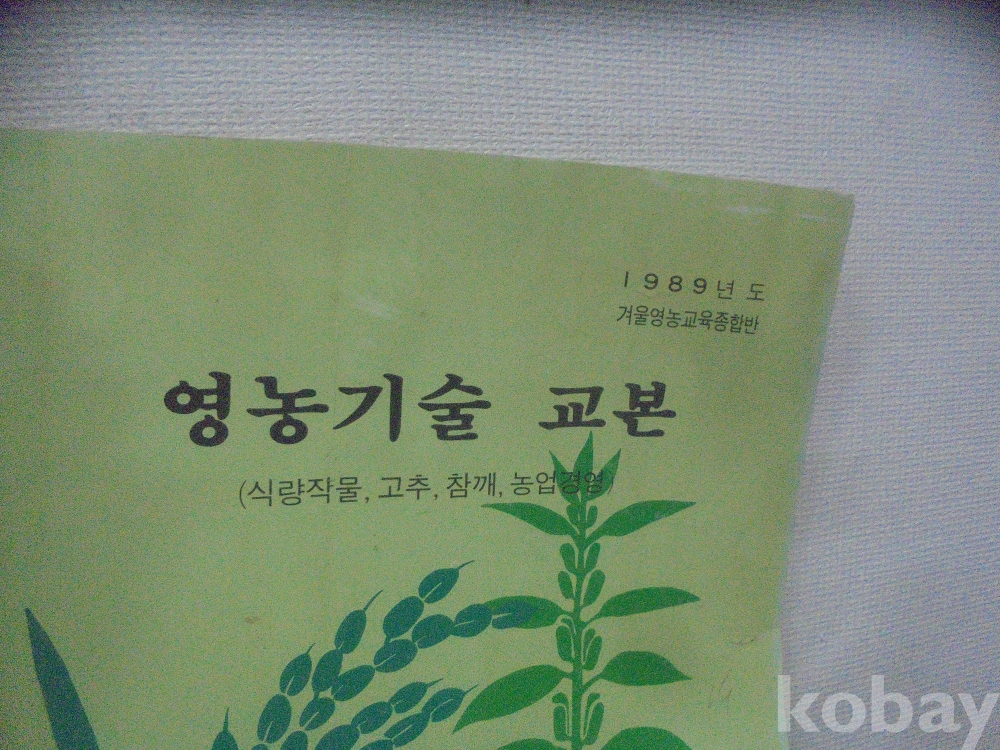 1989년도
겨울영농교육종합반
영농기술 교본
(식량작물, 고추, 참깨, 농업경영)
kobay